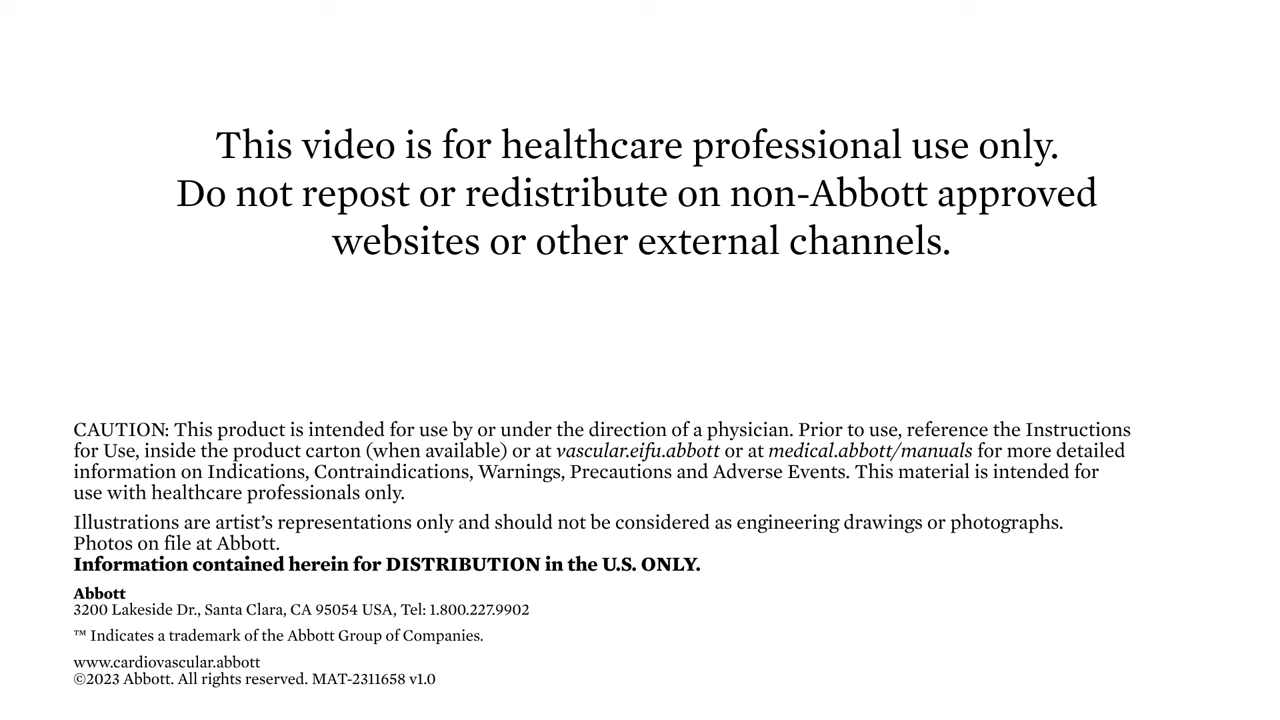 This video is for healthcare professional use only.
Do not repost or redistribute on non-Abbott approved
websites or other external channels.
CAUTION: This product is intended for use by or under the direction of a physician. Prior to use, reference the Instructions
for Use, inside the product carton (when available) or at vascular.eifu.abbott or at medical.abbott/manuals for more detailed
information on Indications, Contraindications, Warnings, Precautions and Adverse Events. This material is intended for
use with healthcare professionals only.
Illustrations are artist’s representations only and should not be considered as engineering drawings or photographs.
Photos on file at Abbott.
Information contained herein for DISTRIBUTION in the U.S. ONLY.
Abbott
3200 Lakeside Dr., Santa Clara, CA 95054 USA, Tel: 1.800.227.9902
™ Indicates a trademark of the Abbott Group of Companies.
www.cardiovascular.abbott
©2023 Abbott. All rights reserved. MAT-2311658 v1.0